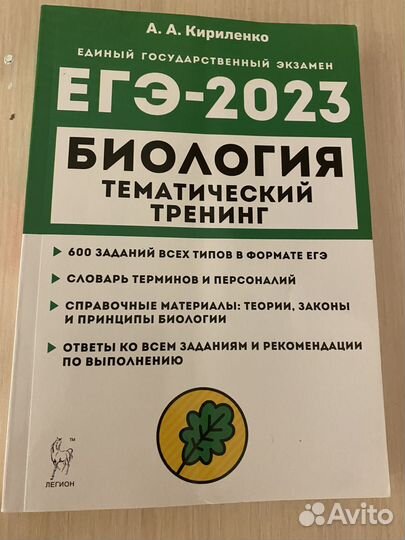 А. А. Кириленко
ЕДИНЫЙ ГОСУДАРСТВЕННЫЙ ЭКЗАМЕН
ЕГЭ-2023
БИОЛОГИЯ
ТЕМАТИЧЕСКИЙ
ТРЕНИНГ
600 ЗАДАНИЙ ВСЕХ ТИПОВ В ФОРМАТЕ ЕГЭ
СЛОВАРЬ ТЕРМИНОВ И ПЕРСОНАЛИЙ
СПРАВОЧНЫЕ МАТЕРИАЛЫ: ТЕОРИИ, ЗАКОНЫ
И ПРИНЦИПЫ БИОЛОГИИ
ОТВЕТЫ КО ВСЕМ ЗАДАНИЯМ И РЕКОМЕНДАЦИИ
ПО ВЫПОЛНЕНИЮ
TM
ЛЕГИОН
Avito